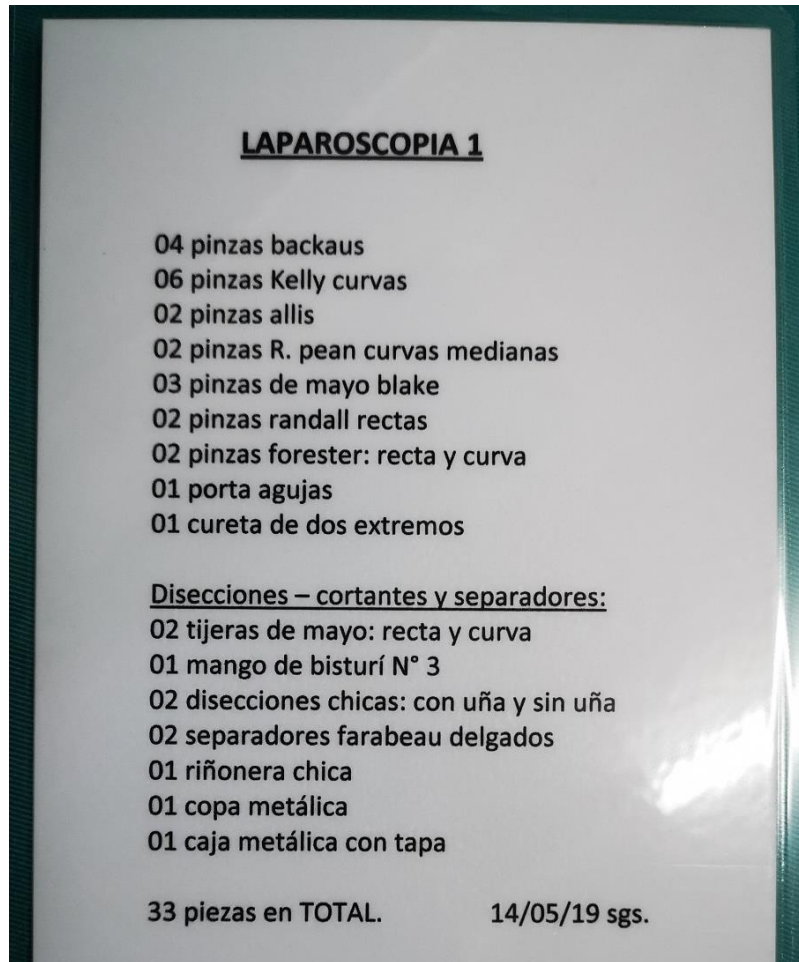 LAPAROSCOPIA 1
04 pinzas backaus
06 pinzas Kelly curvas
02 pinzas allis
02 pinzas R. pean curvas medianas
03 pinzas de mayo blake
02 pinzas randall rectas
02 pinzas forester: recta y curva
01 porta agujas
01 cureta de dos extremos
Disecciones – cortantes y separadores:
02 tijeras de mayo: recta y curva
01 mango de bisturí N° 3
02 disecciones chicas: con uña y sin uña
02 separadores farabeau delgados
01 riñonera chica
01 copa metálica
01 caja metálica con tapa
33 piezas en TOTAL. 14/05/19 sgs.